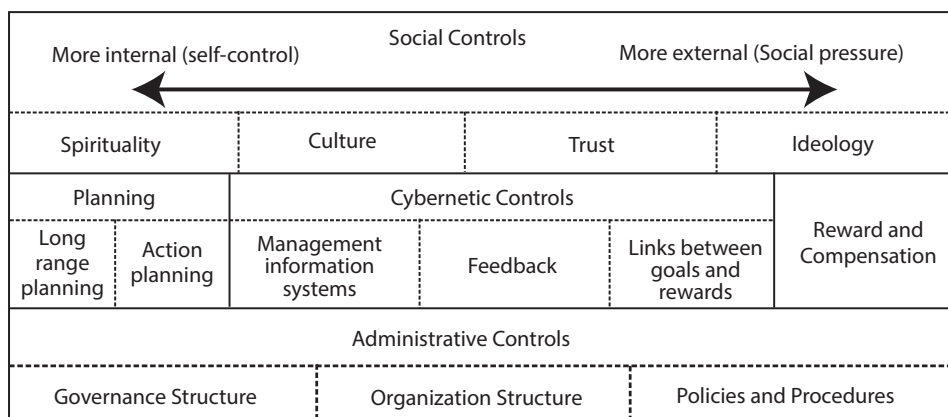 Social Controls
More internal (self-control)
More external (Social pressure)
Spirituality
Culture
Trust
Ideology
Planning
Cybernetic Controls
Reward and
Compensation
Long
range
planning
Action
planning
Management
information
systems
Feedback
Links between
goals and
rewards
Administrative Controls
Governance Structure
Organization Structure
Policies and Procedures